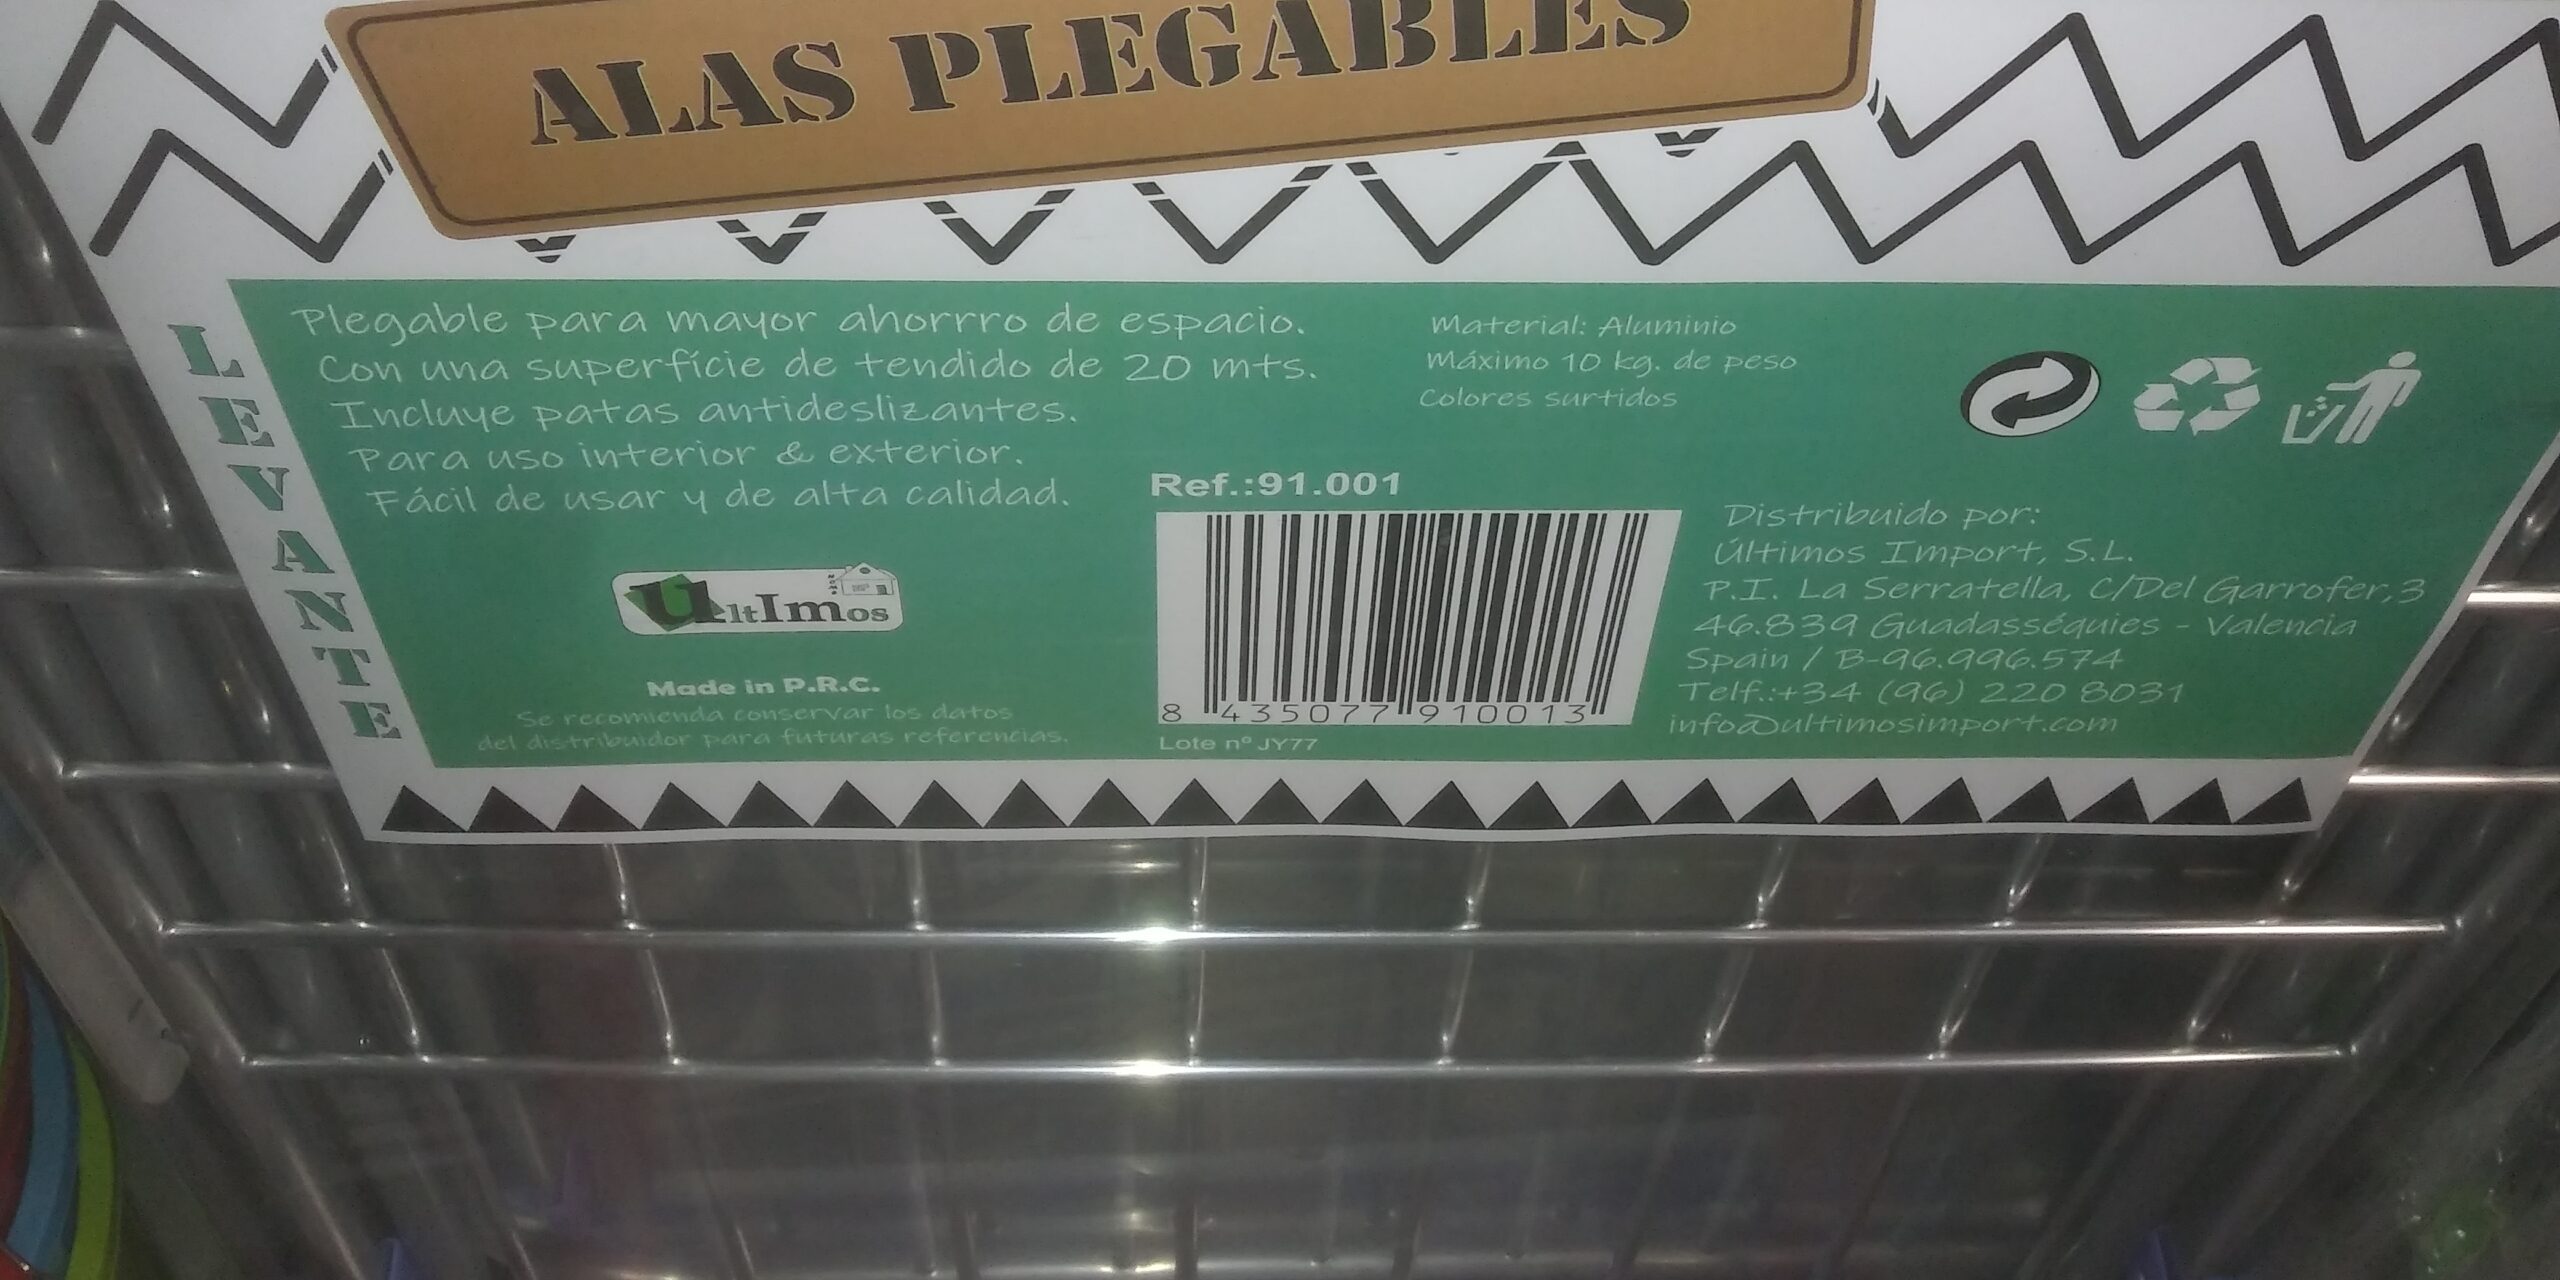 ALAS PLEGABLES
LEVANTE
Plegable para mayor ahorrro de espacio.
Con una superfície de tendido de 20 mts.
Incluye patas antideslizantes.
Para uso interior & exterior.
Fácil de usar y de alta calidad.
Material: Aluminio
Máximo 10 kg. de peso
Colores surtidos
Ref.:91.001
8 435077 910013
Lote nº JY77
UltImos
Made in P.R.C.
Se recomienda conservar los datos
del distribuidor para futuras referencias.
Distribuido por:
Últimos Import, S.L.
P.I. La Serratella, C/Del Garrofer,3
46.839 Guadasséquies - Valencia
Spain / B-96.996.574
Telf.:+34 (96) 220 8031
info@ultimosimport.com